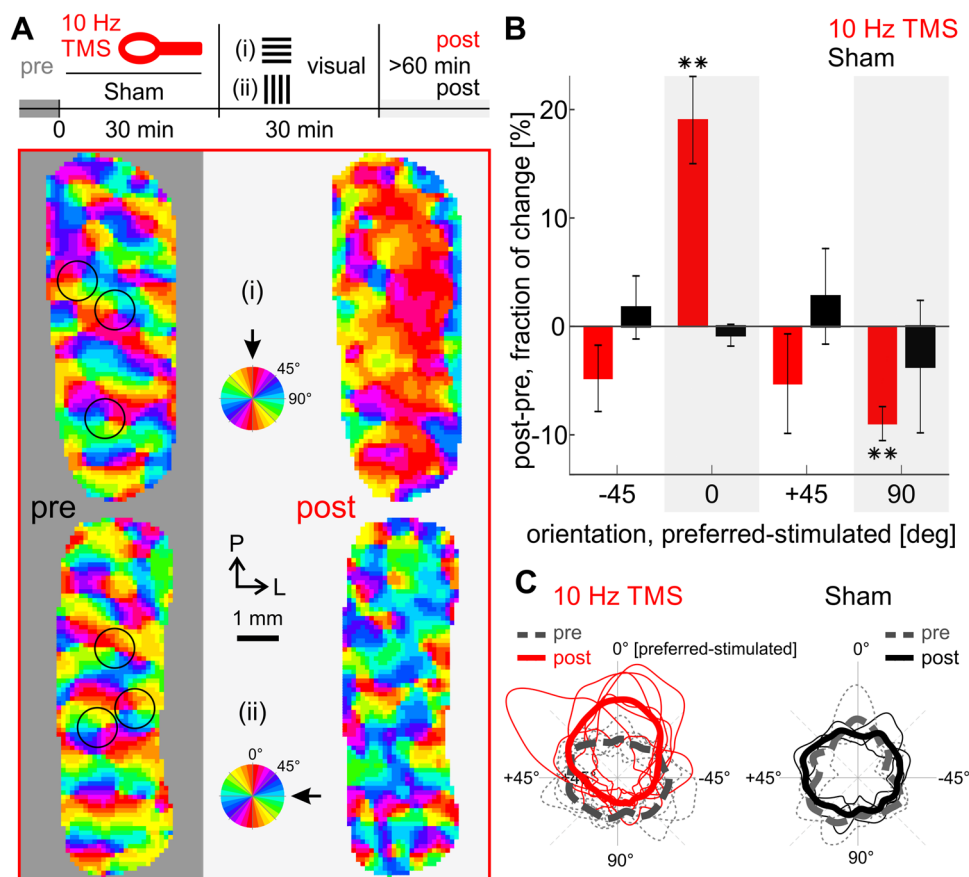 A
10 Hz
TMS
pre
Sham
0
30 min
(i)
(ii)
visual
30 min
post
>60 min
post
(i)
45°
90°
pre
post
P
L
1 mm
(ii)
0°
45°
B
10 Hz TMS
Sham
post-pre, fraction of change [%]
20
10
0
-10
**
**
-45
0
+45
90
orientation, preferred-stimulated [deg]
C
10 Hz TMS
pre
post
0° [preferred-stimulated]
+45°
+45°
-45°
90°
Sham
pre
post
0°
+45°
-45°
90°